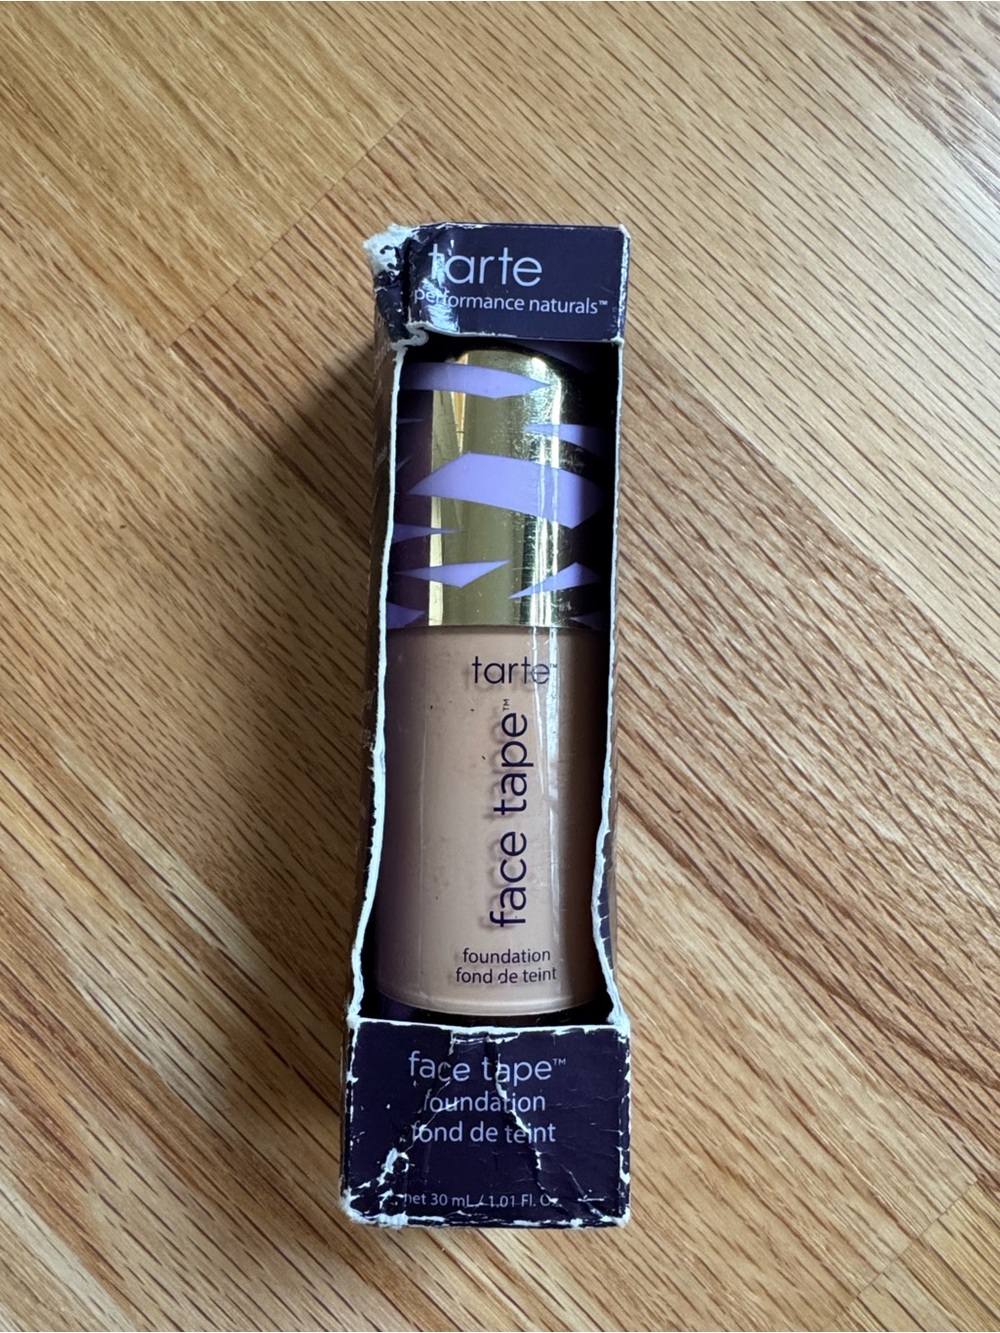 tarte
performance naturals™
tarte™
face tape™
foundation
fond de teint
face tape™
foundation
fond de teint
net 30 mL / 1.01 Fl.